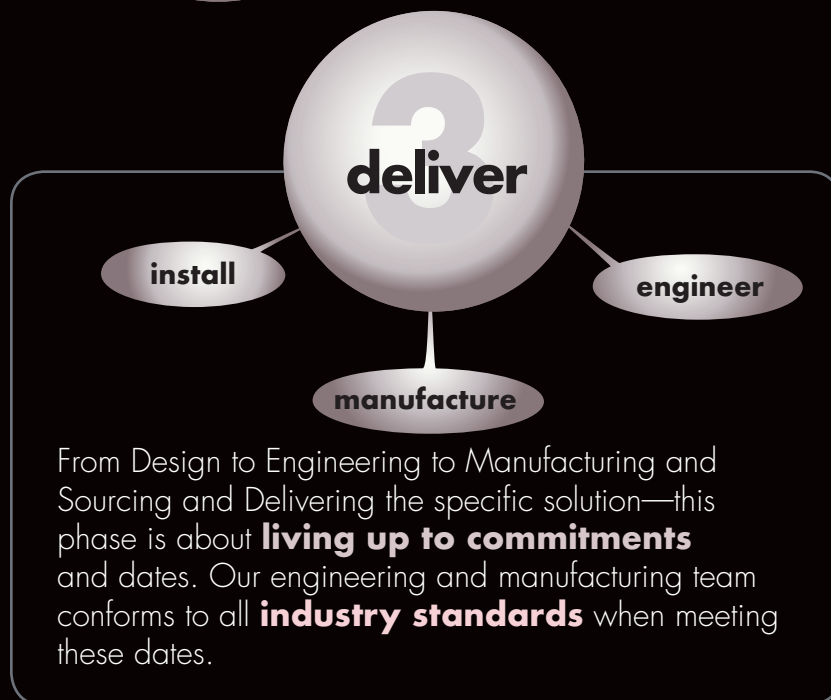 3
deliver
install
engineer
manufacture
From Design to Engineering to Manufacturing and
Sourcing and Delivering the specific solution—this
phase is about living up to commitments
and dates. Our engineering and manufacturing team
conforms to all industry standards when meeting
these dates.